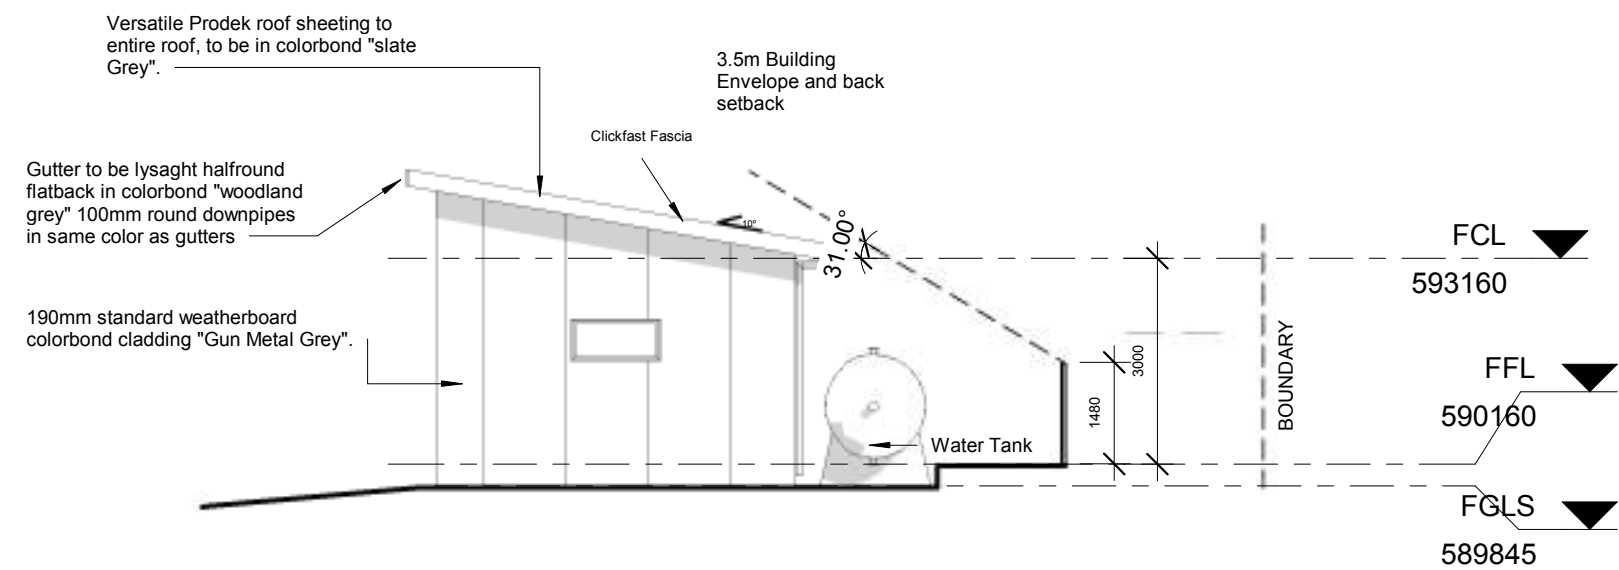 Versatile Prodek roof sheeting to
entire roof, to be in colorbond "slate
Grey".
3.5m Building
Envelope and back
setback
Clickfast Fascia
Gutter to be lysaght halfround
flatback in colorbond "woodland
grey" 100mm round downpipes
in same color as gutters
10°
31.00°
FCL
593160
190mm standard weatherboard
colorbond cladding "Gun Metal Grey".
3000
1480
BOUNDARY
FFL
590160
Water Tank
FGLS
589845